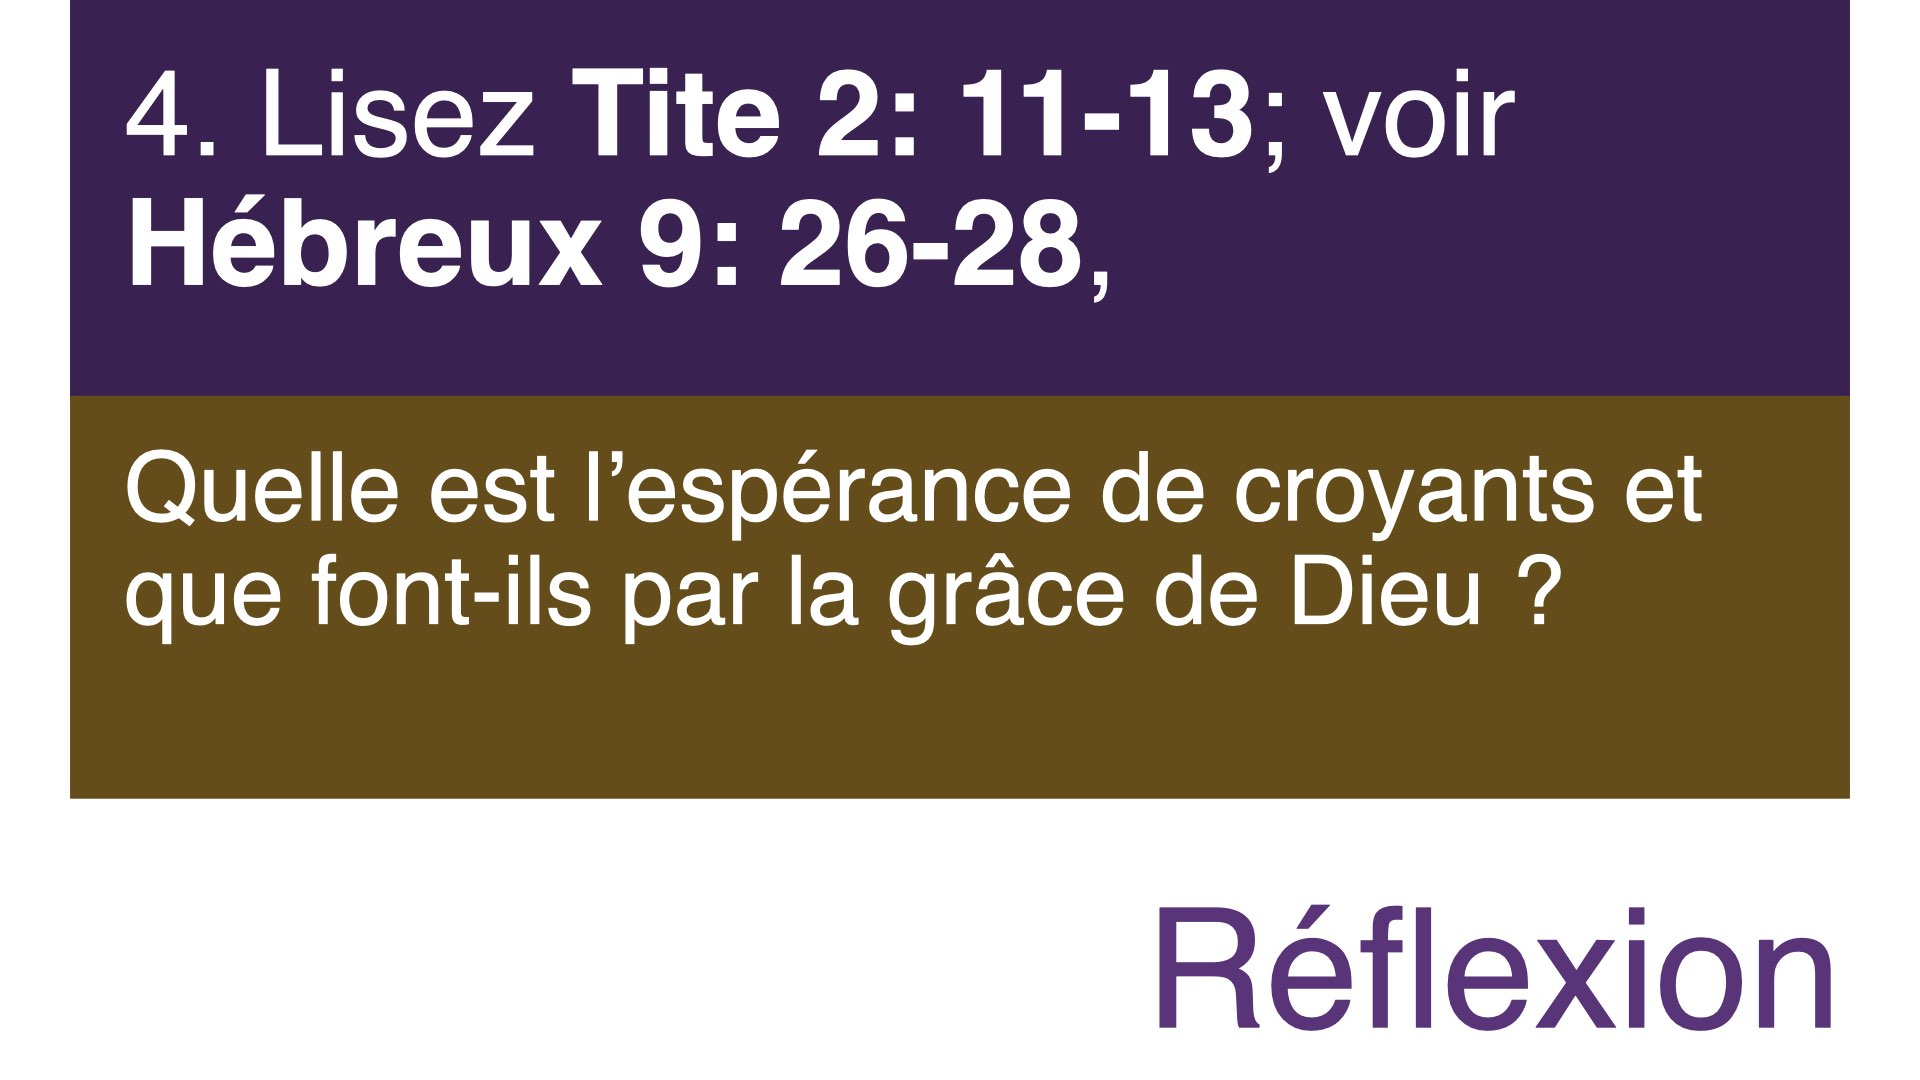 4. Lisez Tite 2: 11-13; voir
Hébreux 9: 26-28,
Quelle est l’espérance de croyants et
que font-ils par la grâce de Dieu ?
Réflexion